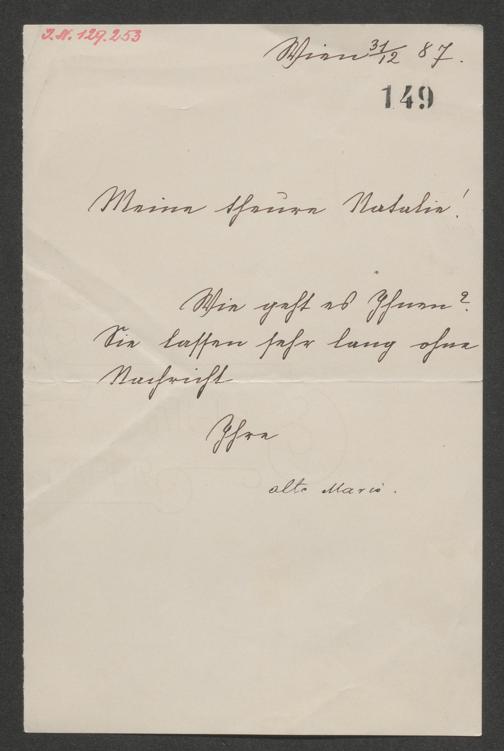 J.N. 129.253
Wien 31/12 87.
149
Meine theure Natalie!
Wie geht es Ihnen?
Sie lassen sehr lang ohne
Nachricht
Ihre
alte Marie.